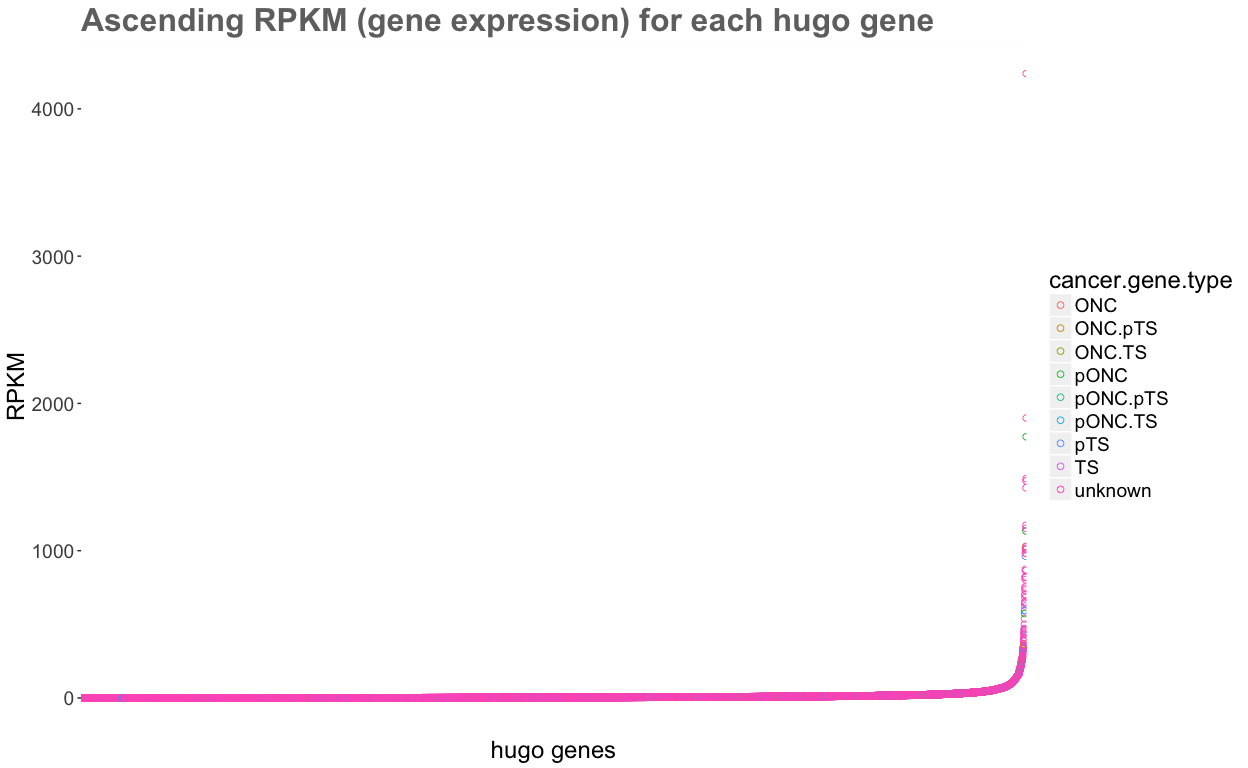 Ascending RPKM (gene expression) for each hugo gene
4000
3000
2000
1000
0
RPKM
hugo genes
cancer.gene.type
ONC
ONC.pTS
ONC.TS
pONC
pONC.pTS
pONC.TS
pTS
TS
unknown